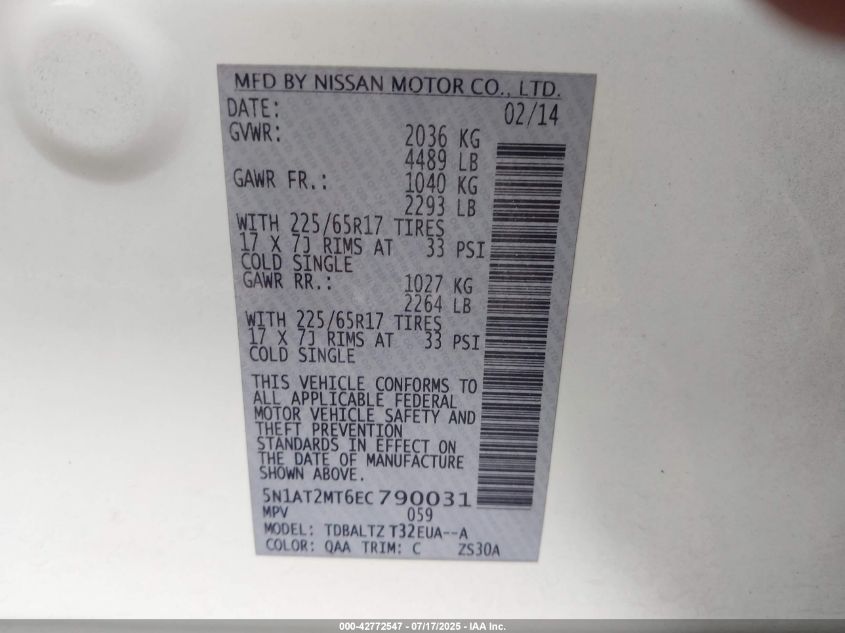 MFD BY NISSAN MOTOR CO., LTD.
DATE: 02/14
GVWR: 2036 KG
4489 LB
GAWR FR.: 1040 KG
2293 LB
WITH 225/65R17 TIRES
17 X 7J RIMS AT 33 PSI
COLD SINGLE
GAWR RR.: 1027 KG
2264 LB
WITH 225/65R17 TIRES
17 X 7J RIMS AT 33 PSI
COLD SINGLE
THIS VEHICLE CONFORMS TO
ALL APPLICABLE FEDERAL
MOTOR VEHICLE SAFETY AND
THEFT PREVENTION
STANDARDS IN EFFECT ON
THE DATE OF MANUFACTURE
SHOWN ABOVE.
5N1AT2MT6EC790031
MPV 059
MODEL: TDBALTZ T32EUA--A
COLOR: QAA TRIM: C ZS30A
000-42772547 - 07/17/2025 - IAA Inc.